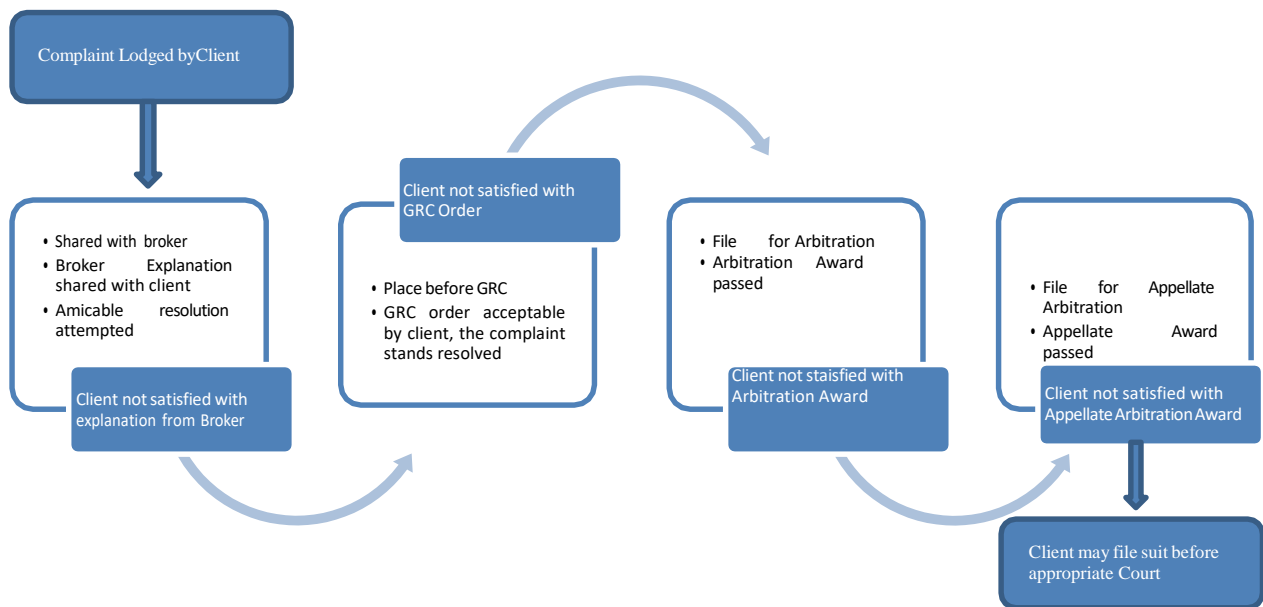 Complaint Lodged byClient
• Shared with broker
• Broker Explanation
shared with client
• Amicable resolution
attempted
Client not satisfied with
explanation from Broker
Client not satisfied with
GRC Order
• Place before GRC
• GRC order acceptable
by client, the complaint
stands resolved
• File for Arbitration
• Arbitration Award
passed
Client not staisfied with
Arbitration Award
• File for Appellate
Arbitration
• Appellate Award
passed
Client not satisfied with
Appellate Arbitration Award
Client may file suit before
appropriate Court